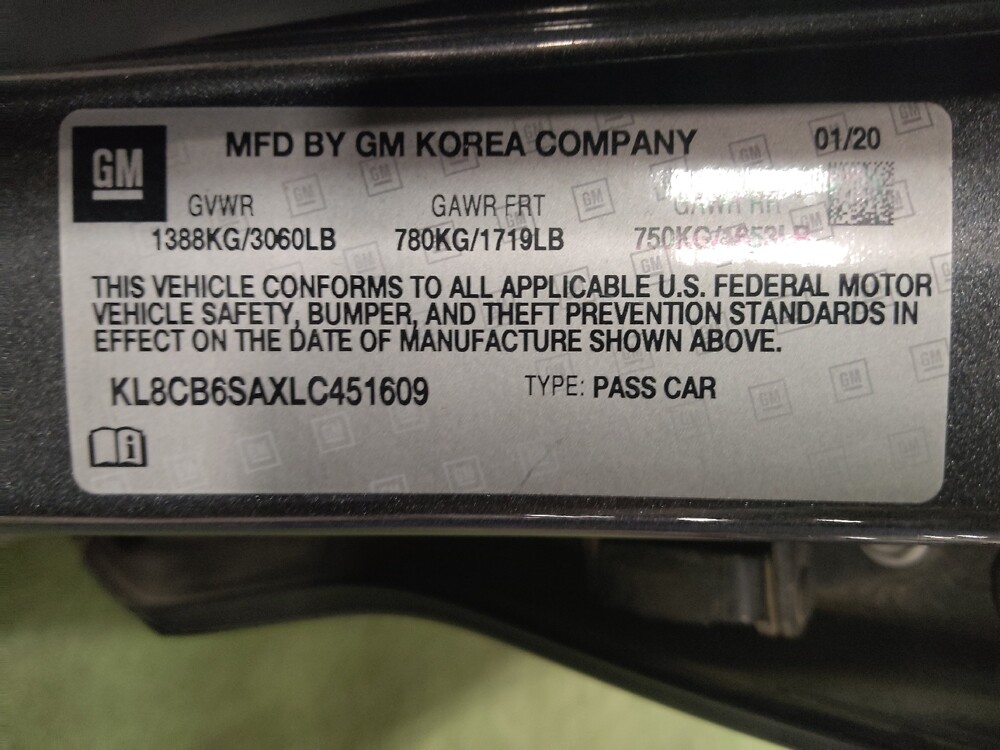 GM
MFD BY GM KOREA COMPANY 01/20
GVWR GAWR FRT GAWR
1388KG/3060LB 780KG/1719LB
THIS VEHICLE CONFORMS TO ALL APPLICABLE U.S. FEDERAL MOTOR
VEHICLE SAFETY, BUMPER, AND THEFT PREVENTION STANDARDS IN
EFFECT ON THE DATE OF MANUFACTURE SHOWN ABOVE.
KL8CB6SAXLC451609 TYPE: PASS CAR